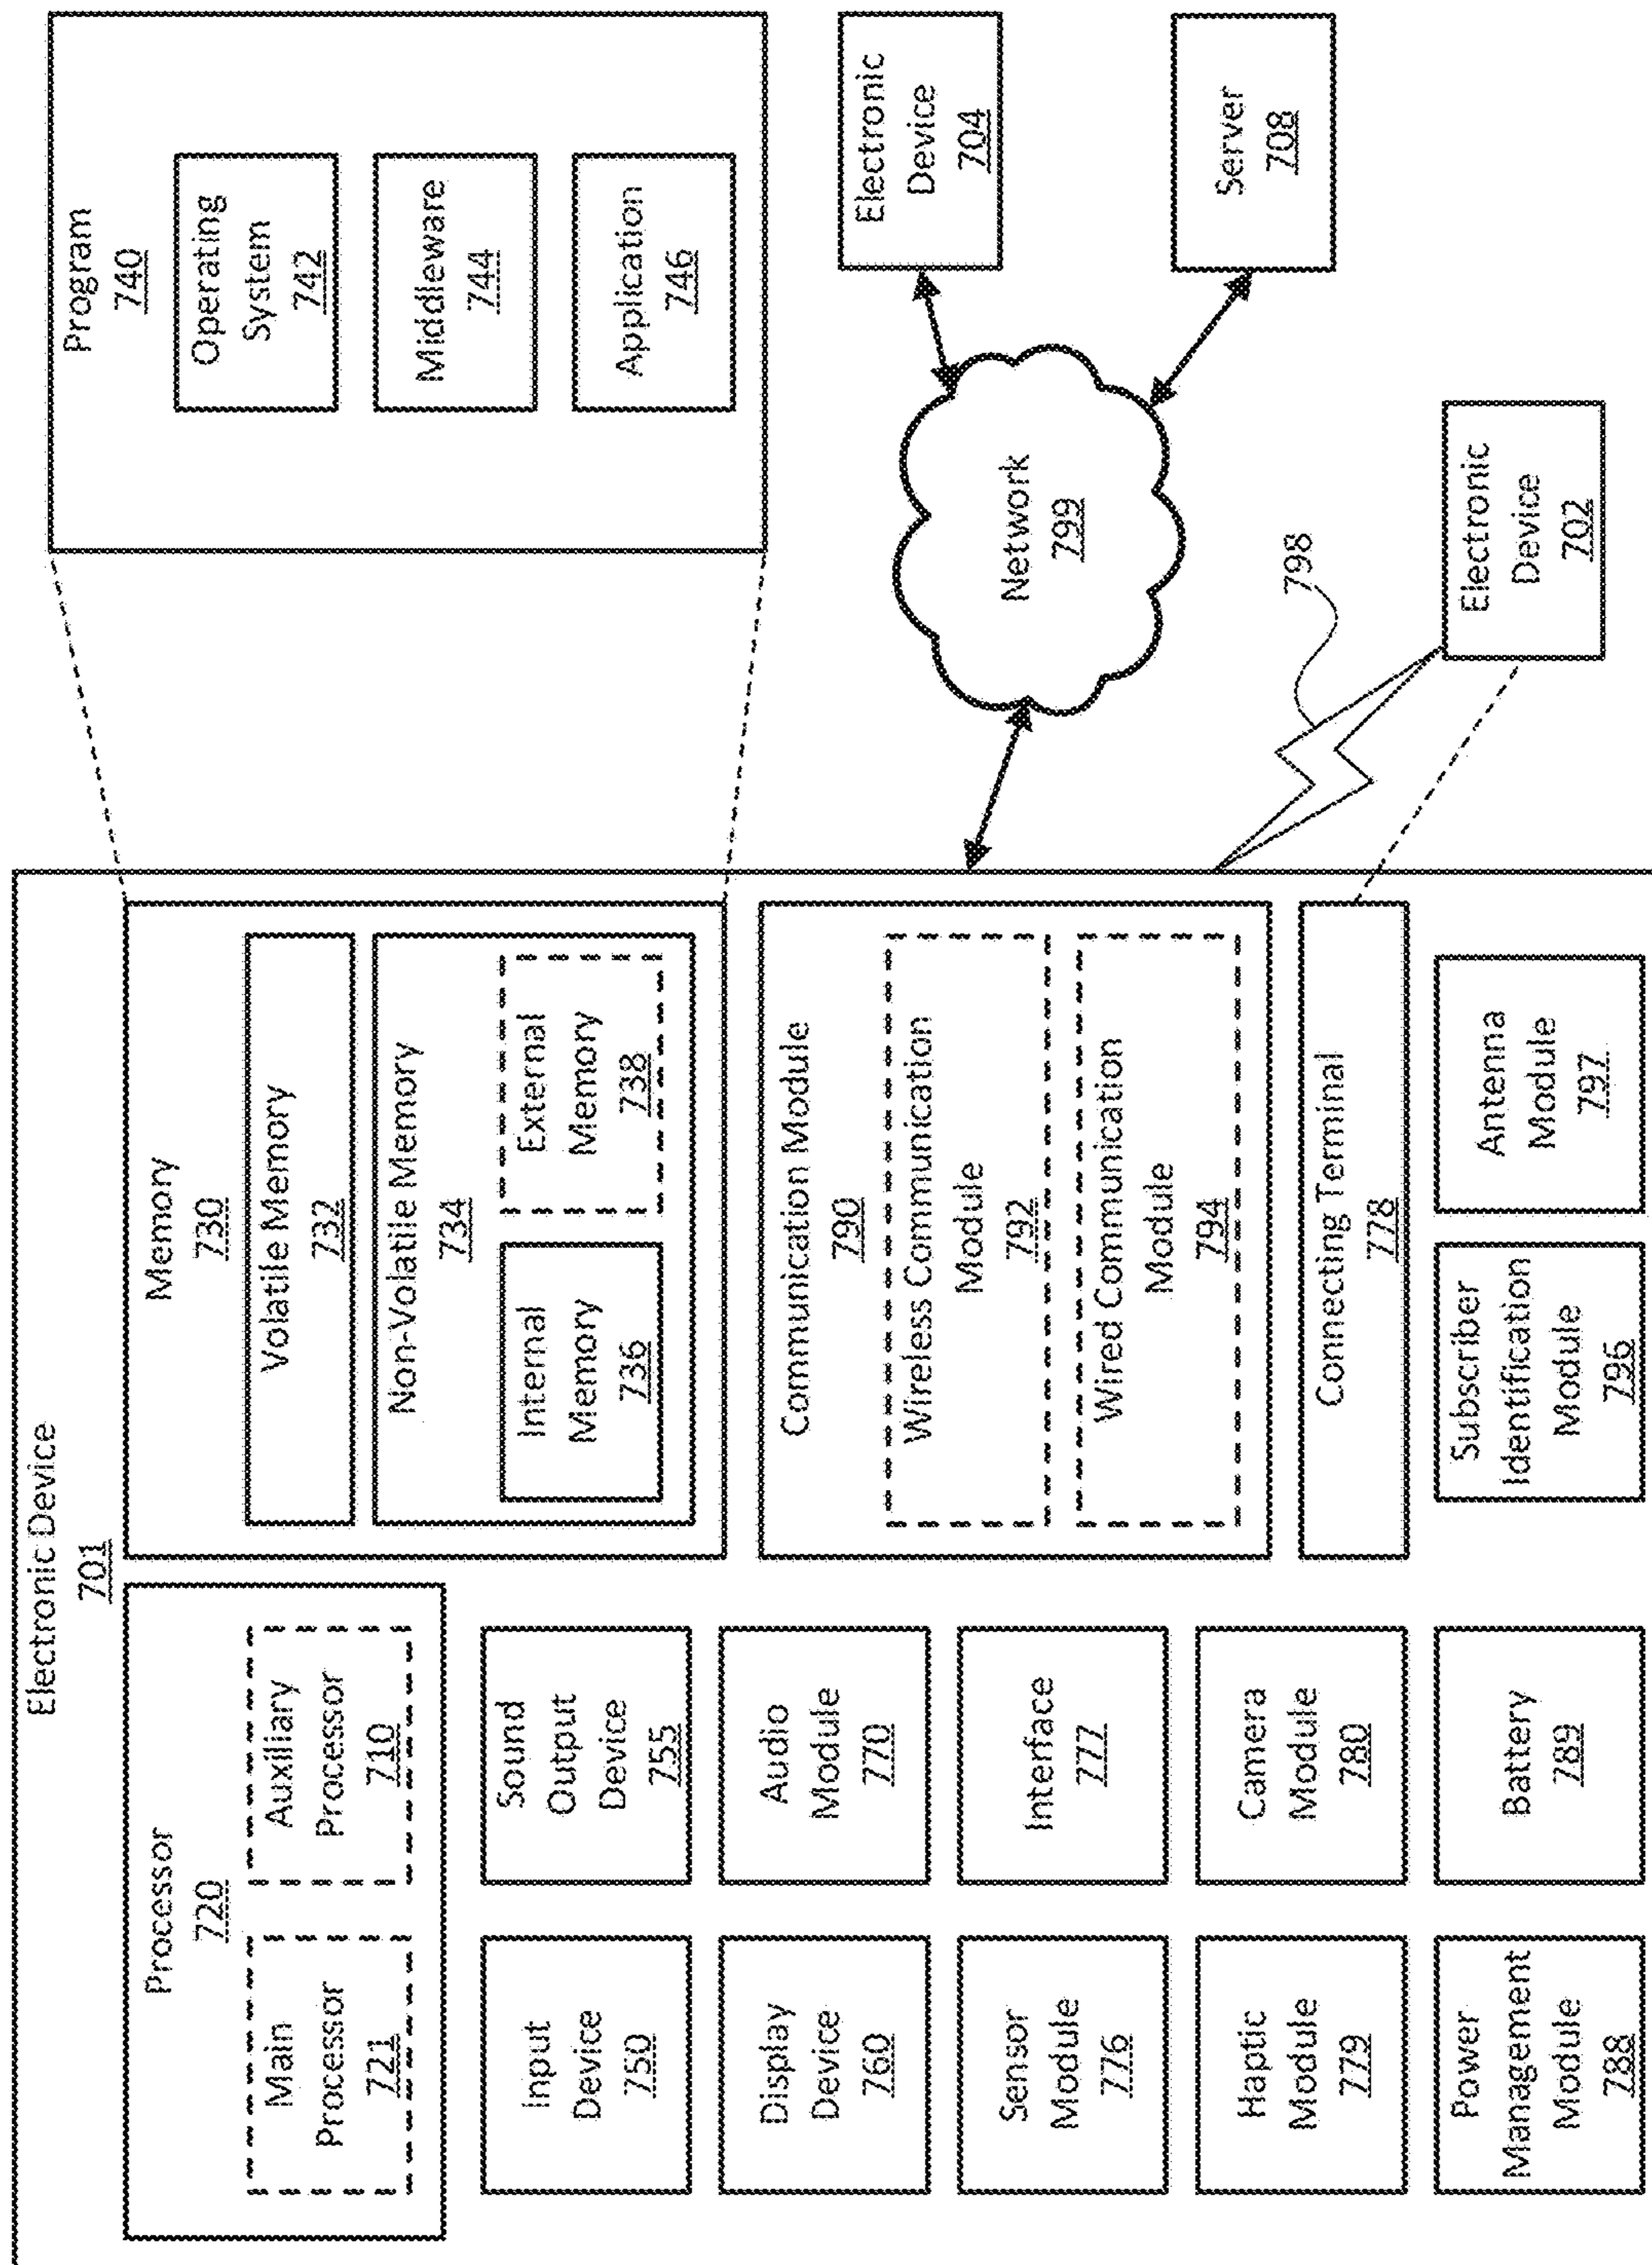 Electronic Device
701
Processor
720
Main
Processor
721
Auxiliary
Processor
710
Input
Device
750
Sound
Output
Device
755
Display
Device
760
Audio
Module
770
Sensor
Module
776
Interface
777
Haptic
Module
779
Camera
Module
780
Power
Management
Module
788
Battery
789
Memory
730
Volatile Memory
732
Non-Volatile Memory
734
Internal
Memory
736
External
Memory
738
Communication Module
790
Wireless Communication
Module
792
Wired Communication
Module
794
Connecting Terminal
778
Subscriber
Identification
Module
796
Antenna
Module
797
Program
740
Operating
System
742
Middleware
744
Application
746
Network
799
Electronic
Device
704
Server
708
798
Electronic
Device
702